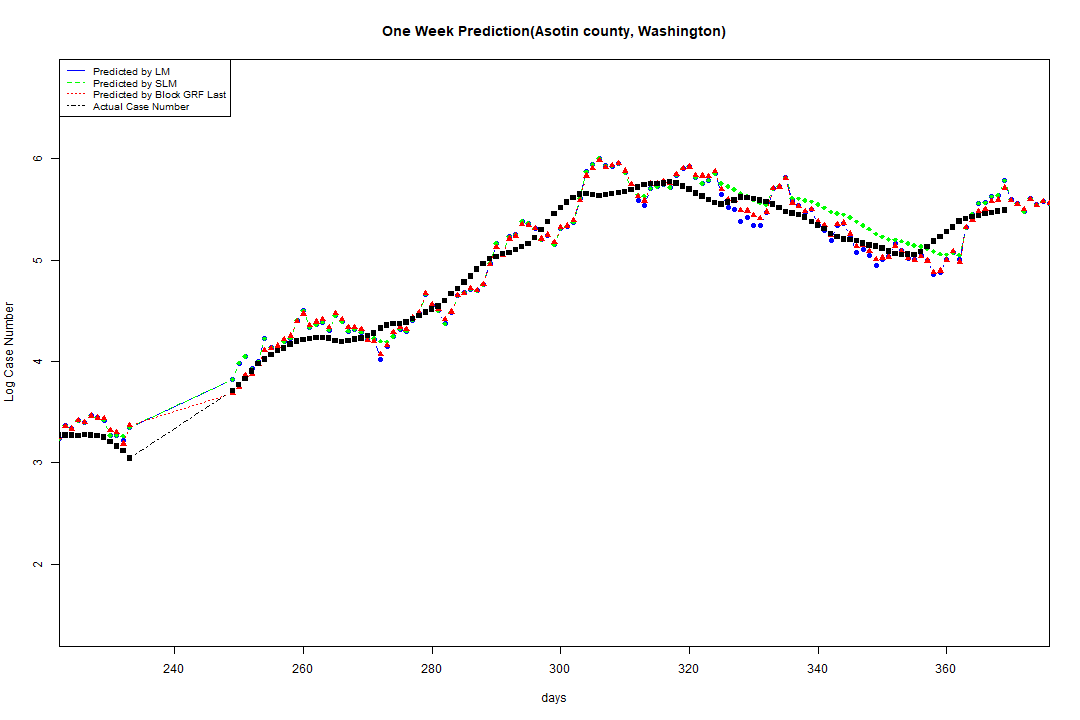 One Week Prediction(Asotin county, Washington)
Predicted by LM
Predicted by SLM
Predicted by Block GRF Last
Actual Case Number
6
5
4
3
2
Log Case Number
240 260 280 300 320 340 360
days